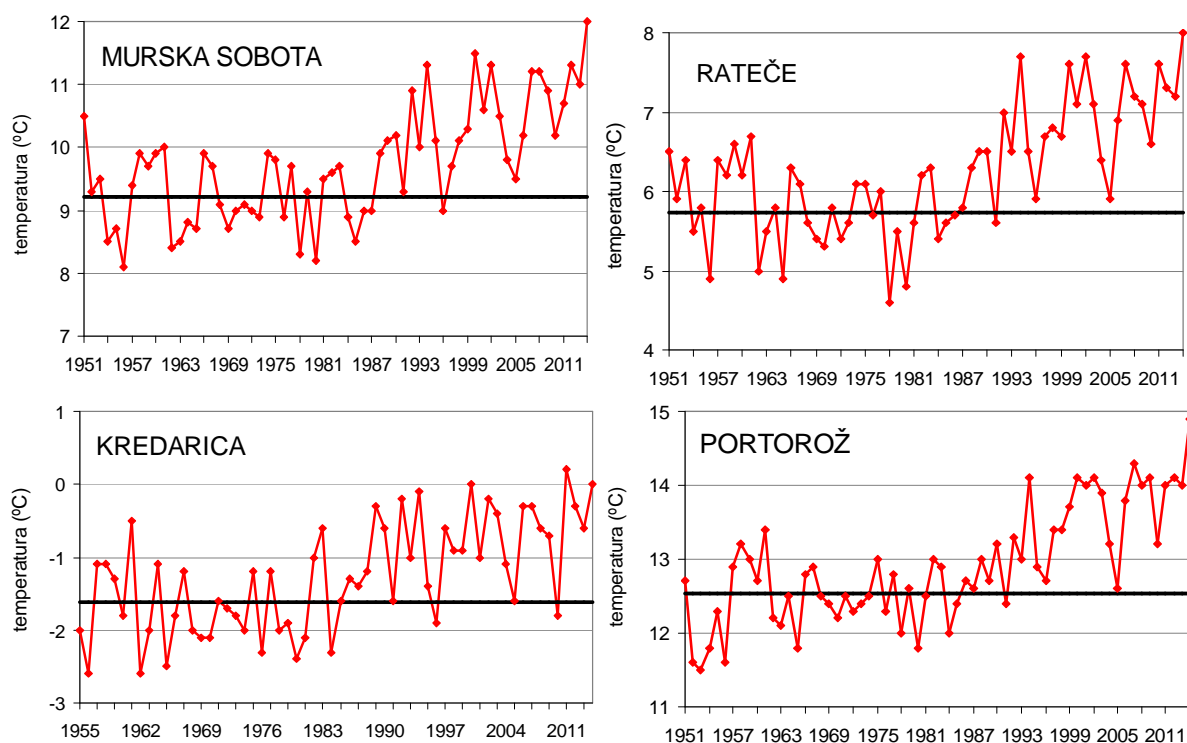 MURSKA SOBOTA
temperatura (ºC)
12
11
10
9
8
7
1951 1957 1963 1969 1975 1981 1987 1993 1999 2005 2011
RATEČE
temperatura (ºC)
8
7
6
5
4
1951 1957 1963 1969 1975 1981 1987 1993 1999 2005 2011
KREDARICA
temperatura (ºC)
1
0
-1
-2
-3
1955 1962 1969 1976 1983 1990 1997 2004 2011
PORTOROŽ
temperatura (ºC)
15
14
13
12
11
1951 1957 1963 1969 1975 1981 1987 1993 1999 2005 2011